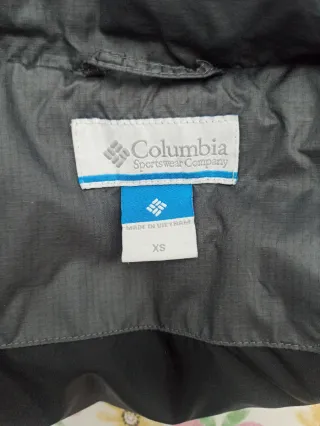 Columbia
Sportswear Company
MADE IN VIETNAM
XS